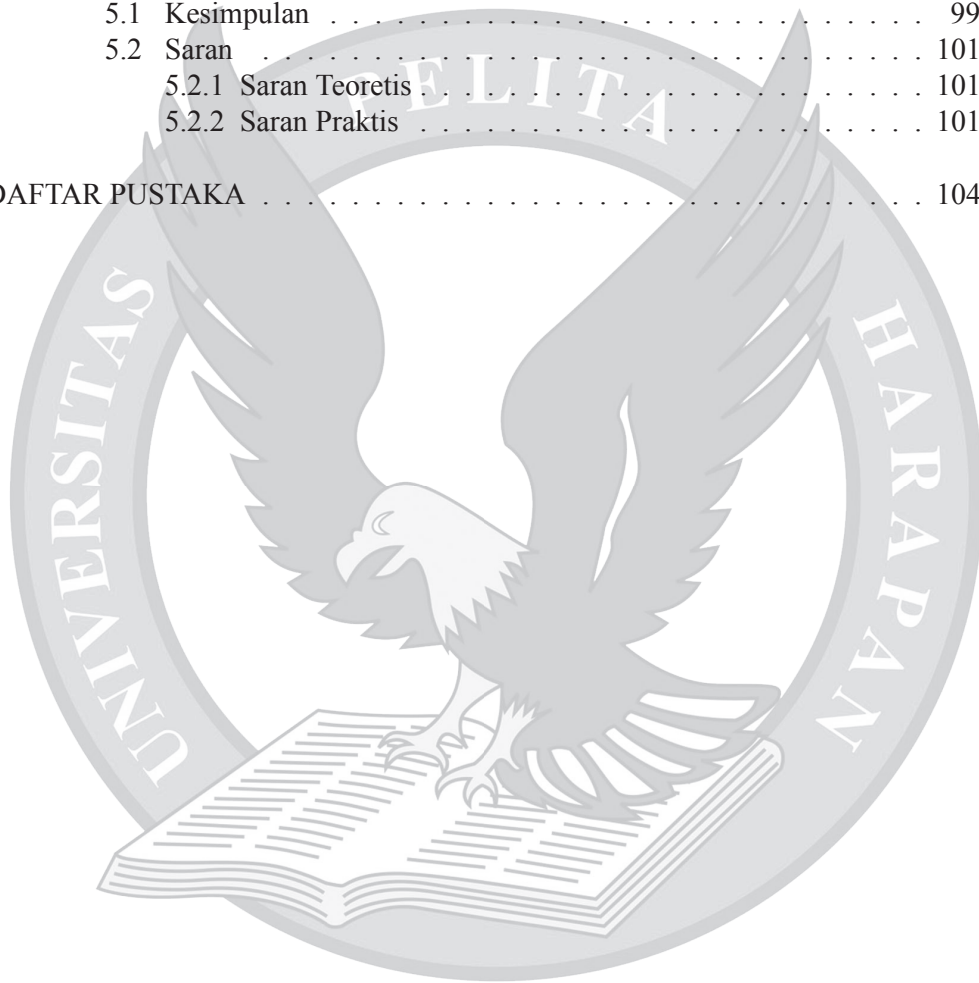 5.1 Kesimpulan . . . . . . . . . . . . . . . . . . . . . . . . . . . . 99
5.2 Saran . . . . . . . . . . . . . . . . . . . . . . . . . . . . . . . 101
5.2.1 Saran Teoretis . . . . . . . . . . . . . . . . . . . . . . . . 101
5.2.2 Saran Praktis . . . . . . . . . . . . . . . . . . . . . . . . 101
DAFTAR PUSTAKA . . . . . . . . . . . . . . . . . . . . . . . . . . . . . 104
UNIVERSITAS PELITA HARAPAN